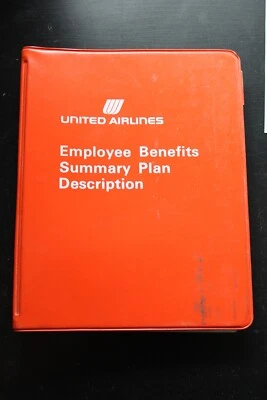 UNITED AIRLINES
Employee Benefits
Summary Plan
Description